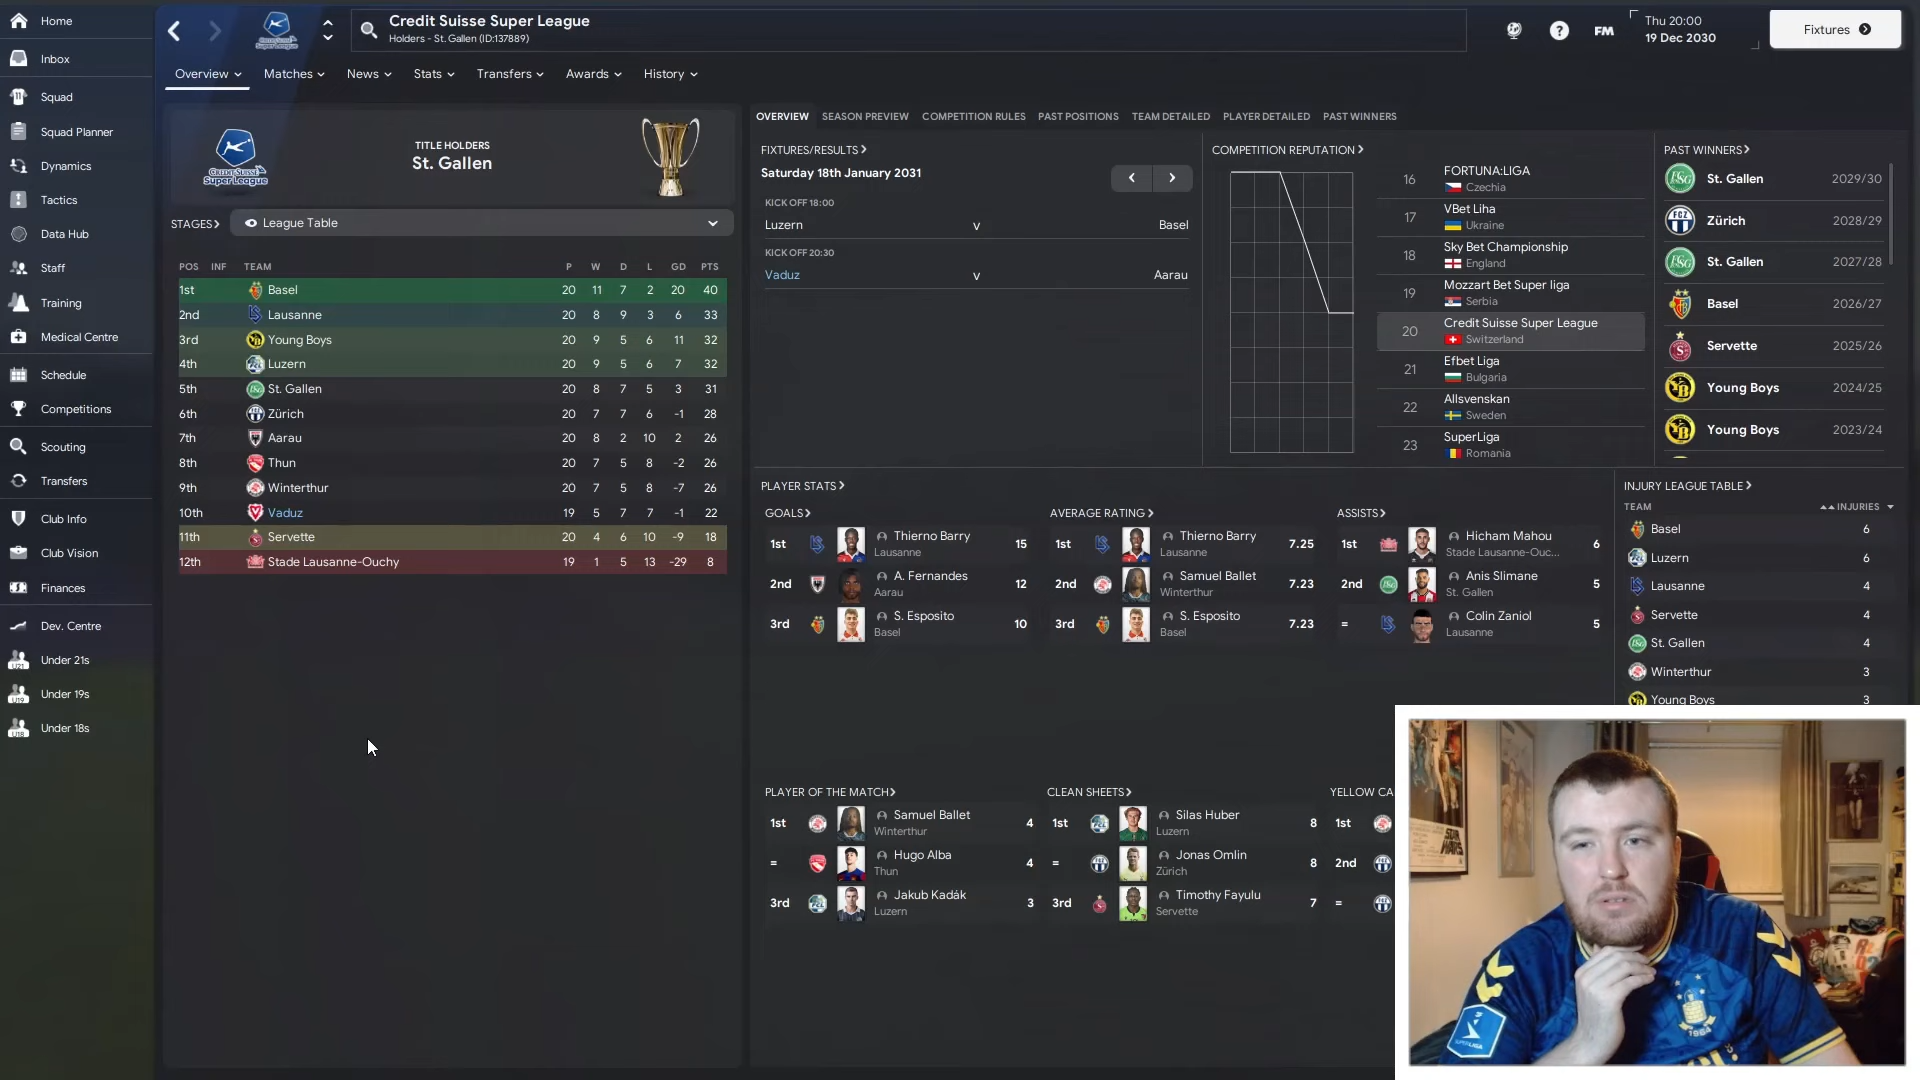 Home
Inbox
Squad
Squad Planner
Dynamics
Tactics
Data Hub
Staff
Training
Medical Centre
Schedule
Competitions
Scouting
Transfers
Club Info
Club Vision
Finances
Dev. Centre
Under 21s
Under 19s
Under 18s
Credit Suisse Super League
Holders - St. Gallen (ID:137889)
FM
Thu 20:00
19 Dec 2030
Fixtures
Overview
Matches
News
Stats
Transfers
Awards
History
TITLE HOLDERS
St. Gallen
STAGES
League Table
POS INF TEAM P W D L GD PTS
1st Basel 20 11 7 2 20 40
2nd Lausanne 20 8 9 3 6 33
3rd Young Boys 20 9 5 6 11 32
4th Luzern 20 9 5 6 7 32
5th St. Gallen 20 8 7 5 3 31
6th Zürich 20 7 7 6 -1 28
7th Aarau 20 8 2 10 2 26
8th Thun 20 7 5 8 -2 26
9th Winterthur 20 7 5 8 -7 26
10th Vaduz 19 5 7 7 -1 22
11th Servette 20 4 6 10 -9 18
12th Stade Lausanne-Ouchy 19 1 5 13 -29 8
OVERVIEW
SEASON PREVIEW
COMPETITION RULES
PAST POSITIONS
TEAM DETAILED
PLAYER DETAILED
PAST WINNERS
FIXTURES/RESULTS
Saturday 18th January 2031
KICK OFF 18:00
Luzern v Basel
KICK OFF 20:30
Vaduz v Aarau
COMPETITION REPUTATION
16 FORTUNA:LIGA
Czechia
17 VBet Liha
Ukraine
18 Sky Bet Championship
England
19 Mozzart Bet Super liga
Serbia
20 Credit Suisse Super League
Switzerland
21 Efbet Liga
Bulgaria
22 Allsvenskan
Sweden
23 SuperLiga
Romania
PAST WINNERS
St. Gallen 2029/30
Zürich 2028/29
St. Gallen 2027/28
Basel 2026/27
Servette 2025/26
Young Boys 2024/25
Young Boys 2023/24
PLAYER STATS
GOALS
1st Thierno Barry 15
Lausanne
2nd A. Fernandes 12
Aarau
3rd S. Esposito 10
Basel
AVERAGE RATING
1st Thierno Barry 7.25
Lausanne
2nd Samuel Ballet 7.23
Winterthur
3rd S. Esposito 7.23
Basel
ASSISTS
1st Hicham Mahou 6
Stade Lausanne-Ouc...
2nd Anis Slimane 5
St. Gallen
= Colin Zaniol 5
Lausanne
INJURY LEAGUE TABLE
TEAM INJURIES
Basel 6
Luzern 6
Lausanne 4
Servette 4
St. Gallen 4
Winterthur 3
Young Boys 3
PLAYER OF THE MATCH
1st Samuel Ballet 4
Winterthur
= Hugo Alba 4
Thun
3rd Jakub Kadák 3
Luzern
CLEAN SHEETS
1st Silas Huber 8
Luzern
= Jonas Omlin 8
Zürich
3rd Timothy Fayulu 7
Servette
YELLOW CA
1st
2nd
=